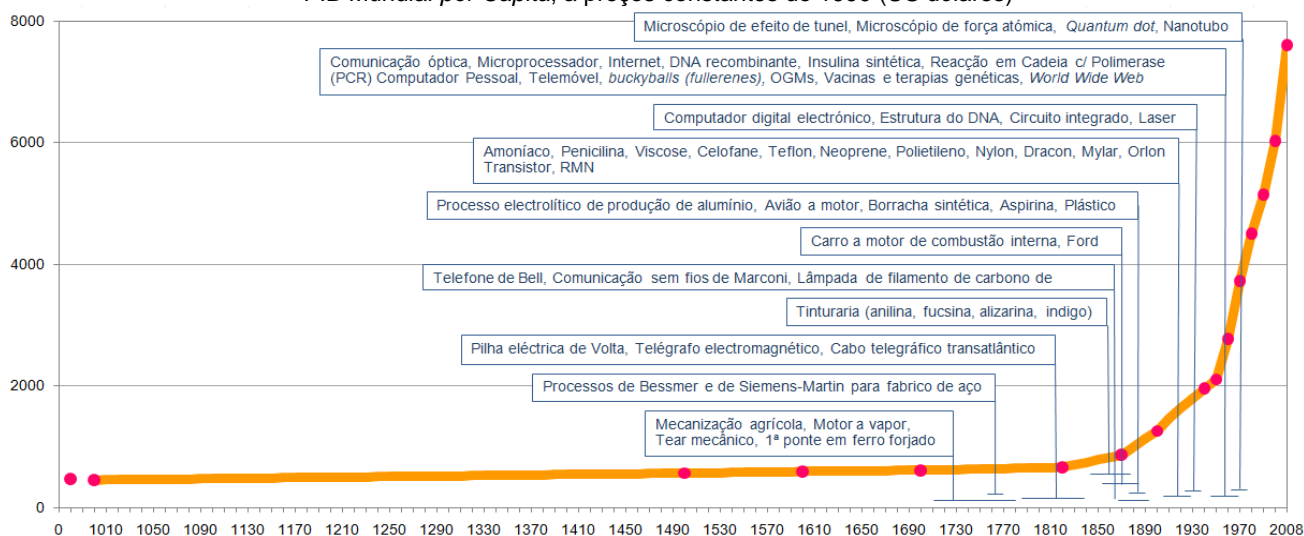 PIB Mundial per Capita, a preços constantes de 1990 (US dólares)
8000
Microscópio de efeito de tunel, Microscópio de força atómica, Quantum dot, Nanotubo
Comunicação óptica, Microprocessador, Internet, DNA recombinante, Insulina sintética, Reacção em Cadeia c/ Polimerase
(PCR) Computador Pessoal, Telemóvel, buckyballs (fullerenes), OGMs, Vacinas e terapias genéticas, World Wide Web
Computador digital electrónico, Estrutura do DNA, Circuito integrado, Laser
6000
Amoníaco, Penicilina, Viscose, Celofane, Teflon, Neoprene, Polietileno, Nylon, Dracon, Mylar, Orlon
Transistor, RMN
Processo electrolítico de produção de alumínio, Avião a motor, Borracha sintética, Aspirina, Plástico
Carro a motor de combustão interna, Ford
4000
Telefone de Bell, Comunicação sem fios de Marconi, Lâmpada de filamento de carbono de
Tinturaria (anilina, fucsina, alizarina, indigo)
Pilha eléctrica de Volta, Telégrafo electromagnético, Cabo telegráfico transatlântico
2000
Processos de Bessmer e de Siemens-Martin para fabrico de aço
Mecanização agrícola, Motor a vapor,
Tear mecânico, 1ª ponte em ferro forjado
0
0 1010 1050 1090 1130 1170 1210 1250 1290 1330 1370 1410 1450 1490 1530 1570 1610 1650 1690 1730 1770 1810 1850 1890 1930 1970 2008